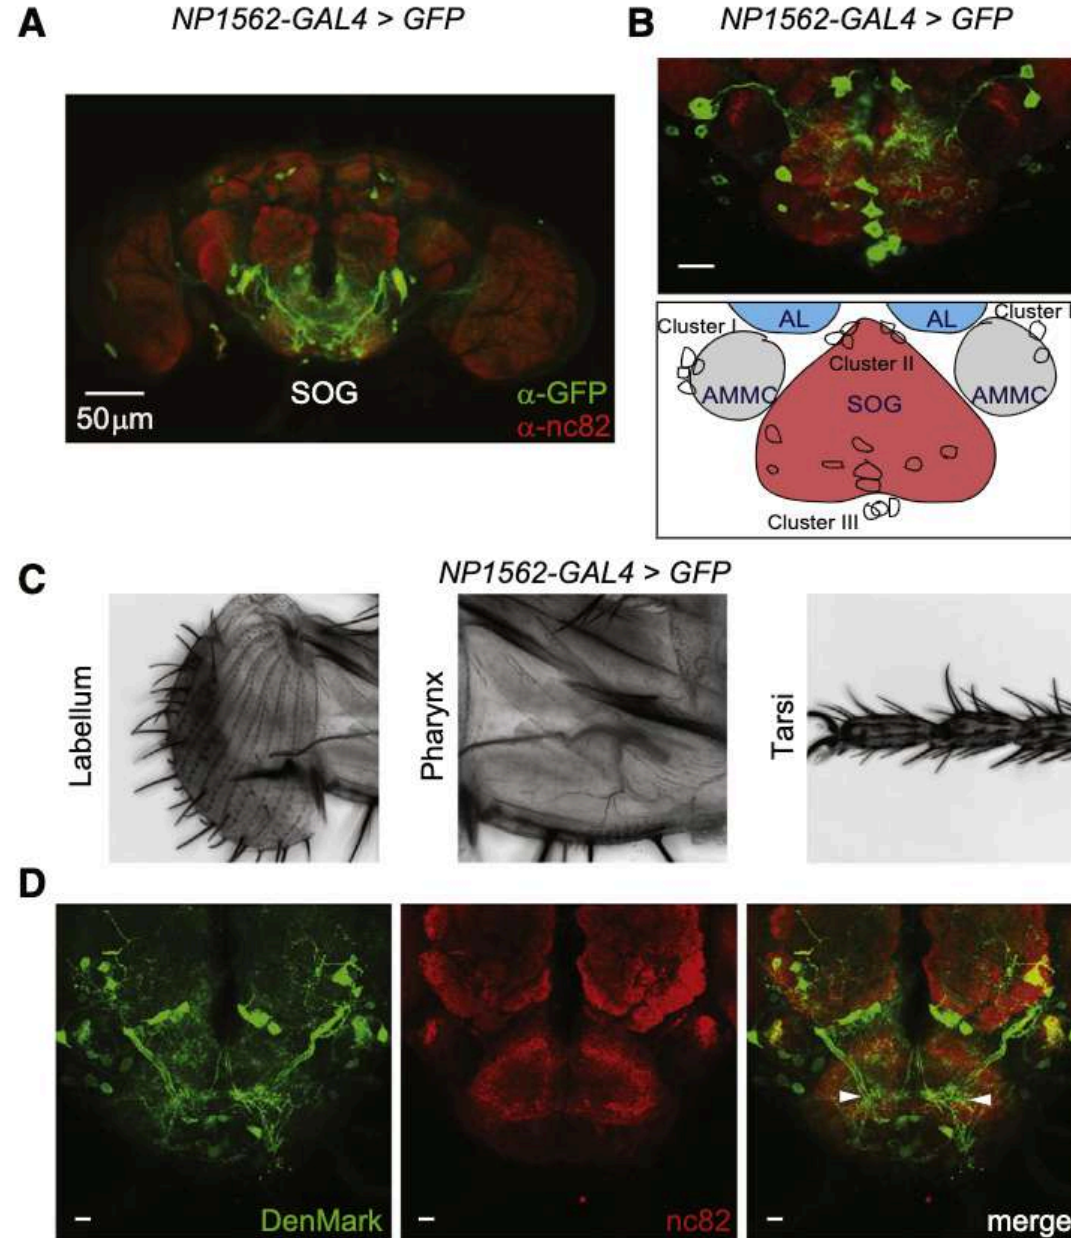 A
NP1562-GAL4 > GFP
SOG
50μm
α-GFP
α-nc82
B
NP1562-GAL4 > GFP
Cluster I
AL
AL
Cluster I
Cluster II
AMMC
SOG
AMMC
Cluster III
C
NP1562-GAL4 > GFP
Labellum
Pharynx
Tarsi
D
DenMark
nc82
merge